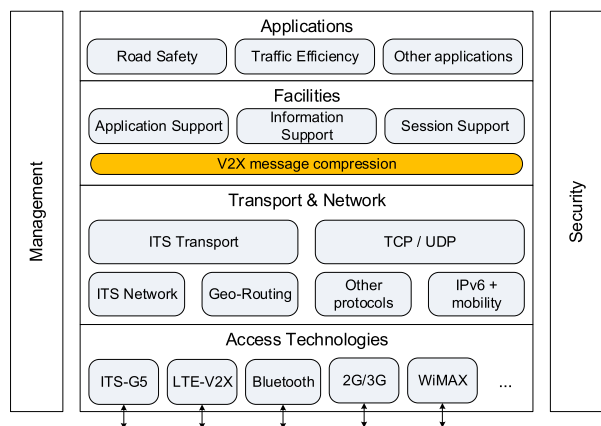 Applications
Road Safety
Traffic Efficiency
Other applications
Facilities
Application Support
Information
Support
Session Support
V2X message compression
Management
Security
Transport & Network
ITS Transport
TCP / UDP
ITS Network
Geo-Routing
Other
protocols
IPv6 +
mobility
Access Technologies
ITS-G5
LTE-V2X
Bluetooth
2G/3G
WiMAX
...